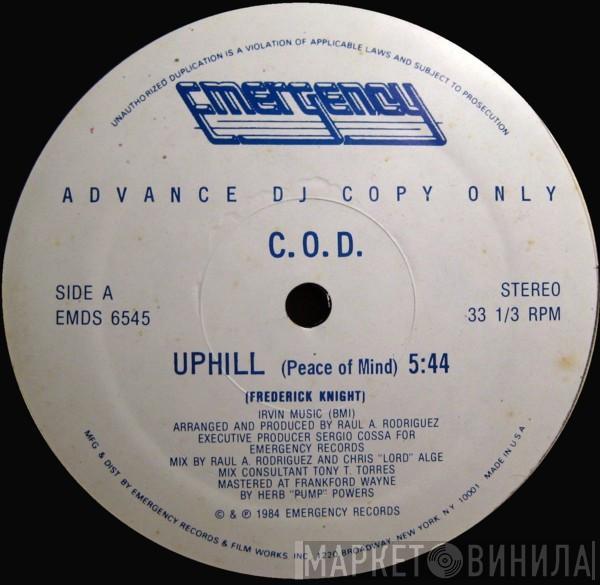 UNAUTHORIZED DUPLICATION IS A VIOLATION OF APPLICABLE LAWS AND SUBJECT TO PROSECUTION
Emergency
ADVANCE DJ COPY ONLY
C.O.D.
SIDE A
EMDS 6545
STEREO
33 1/3 RPM
UPHILL (Peace of Mind) 5:44
(FREDERICK KNIGHT)
IRVIN MUSIC (BMI)
ARRANGED AND PRODUCED BY RAUL A. RODRIGUEZ
EXECUTIVE PRODUCER SERGIO COSSA FOR
EMERGENCY RECORDS
MIX BY RAUL A. RODRIGUEZ AND CHRIS "LORD" ALGE
MIX CONSULTANT TONY T. TORRES
MASTERED AT FRANKFORD WAYNE
BY HERB "PUMP" POWERS
© & ℗ 1984 EMERGENCY RECORDS
MFG. & DIST. BY EMERGENCY RECORDS & FILM WORKS INC. 1220 BROADWAY, NEW YORK, NY 10001 MADE IN U.S.A.
МАРКЕТ ВИНИЛА